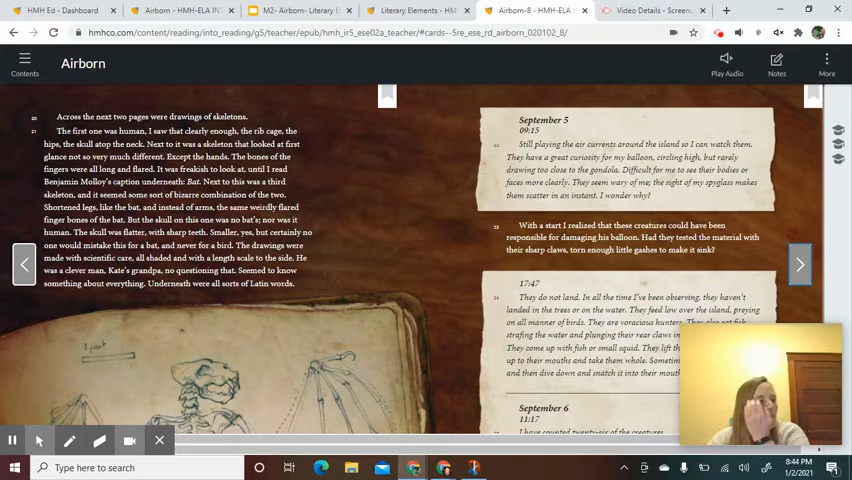 HMH Ed - Dashboard
Airborn - HMH-ELA INT
M2- Airborn- Literary E
Literary Elements - HM
Airborn-8 - HMH-ELA I
Video Details - Screen
hmhco.com/content/reading/into_reading/g5/teacher/epub/hmh_ir5_ese02a_teacher/#cards--5re_ese_rd_airborn_020102_8/
Contents
Airborn
Play Audio
Notes
More
20 Across the next two pages were drawings of skeletons.
21 The first one was human, I saw that clearly enough, the rib cage, the
hips, the skull atop the neck. Next to it was a skeleton that looked at first
glance not so very much different. Except the hands. The bones of the
fingers were all long and flared. It was freakish to look at, until I read
Benjamin Molloy's caption underneath: Bat. Next to this was a third
skeleton, and it seemed some sort of bizarre combination of the two.
Shortened legs, like the bat, and instead of arms, the same weirdly flared
finger bones of the bat. But the skull on this one was no bat's; nor was it
human. The skull was flatter, with sharp teeth. Smaller, yes, but certainly no
one would mistake this for a bat, and never for a bird. The drawings were
made with scientific care, all shaded and with a length scale to the side. He
was a clever man, Kate's grandpa, no questioning that. Seemed to know
something about everything. Underneath were all sorts of Latin words.
1 foot
September 5
09:15
22 Still playing the air currents around the island so I can watch them.
They have a great curiosity for my balloon, circling high, but rarely
drawing too close to the gondola. Difficult for me to see their bodies or
faces more clearly. They seem wary of me; the sight of my spyglass makes
them scatter in an instant. I wonder why?
23 With a start I realized that these creatures could have been
responsible for damaging his balloon. Had they tested the material with
their sharp claws, torn enough little gashes to make it sink?
17:47
24 They do not land. In all the time I've been observing, they haven't
landed in the trees or on the water. They feed low over the island, preying
on all manner of birds. They are voracious hunters. They also eat fish,
strafing the water and plunging their rear claws in
They come up with fish or small squid. They lift th
up to their mouths and take them whole. Sometim
and then dive down and snatch it into their mouth
September 6
11:17
I have counted twenty-six of the creatures
Type here to search
8:44 PM
1/2/2021